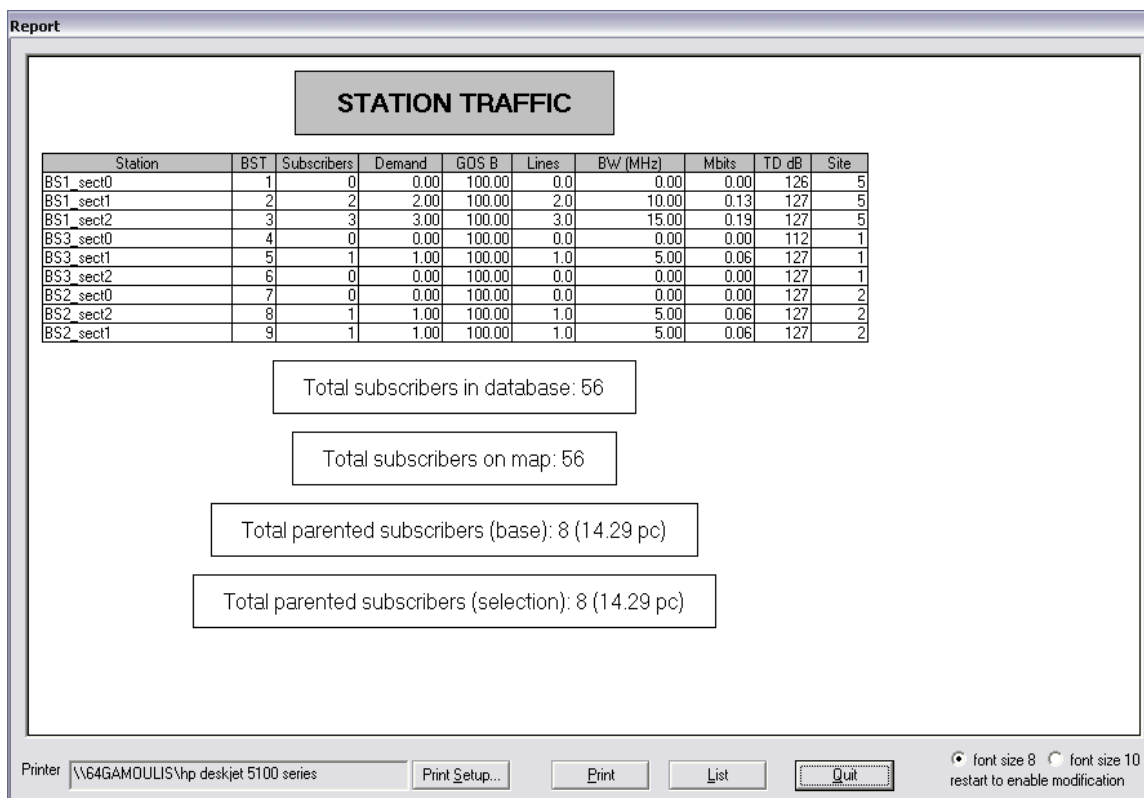 Report
STATION TRAFFIC
Station BST Subscribers Demand GOS B Lines BW (MHz) Mbits TD dB Site
BS1_sect0 1 0 0.00 100.00 0.0 0.00 0.00 126 5
BS1_sect1 2 2 2.00 100.00 2.0 10.00 0.13 127 5
BS1_sect2 3 3 3.00 100.00 3.0 15.00 0.19 127 5
BS3_sect0 4 0 0.00 100.00 0.0 0.00 0.00 112 1
BS3_sect1 5 1 1.00 100.00 1.0 5.00 0.06 127 1
BS3_sect2 6 0 0.00 100.00 0.0 0.00 0.00 127 1
BS2_sect0 7 0 0.00 100.00 0.0 0.00 0.00 127 2
BS2_sect2 8 1 1.00 100.00 1.0 5.00 0.06 127 2
BS2_sect1 9 1 1.00 100.00 1.0 5.00 0.06 127 2
Total subscribers in database: 56
Total subscribers on map: 56
Total parented subscribers (base): 8 (14.29 pc)
Total parented subscribers (selection): 8 (14.29 pc)
Printer \\64GAMOULIS\hp deskjet 5100 series Print Setup... Print List Quit font size 8 font size 10
restart to enable modification